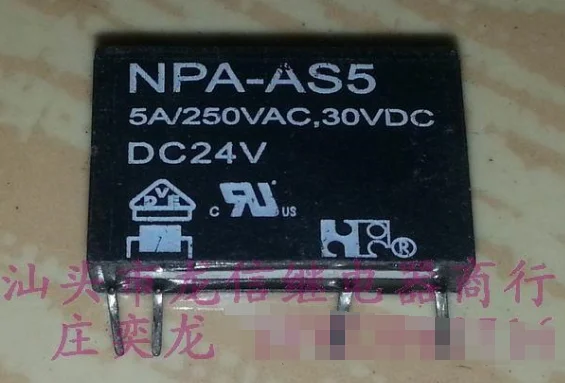 NPA-AS5
5A/250VAC,30VDC
DC24V
DVE
c RU US
®
汕头市龙信继电器商行
庄奕龙